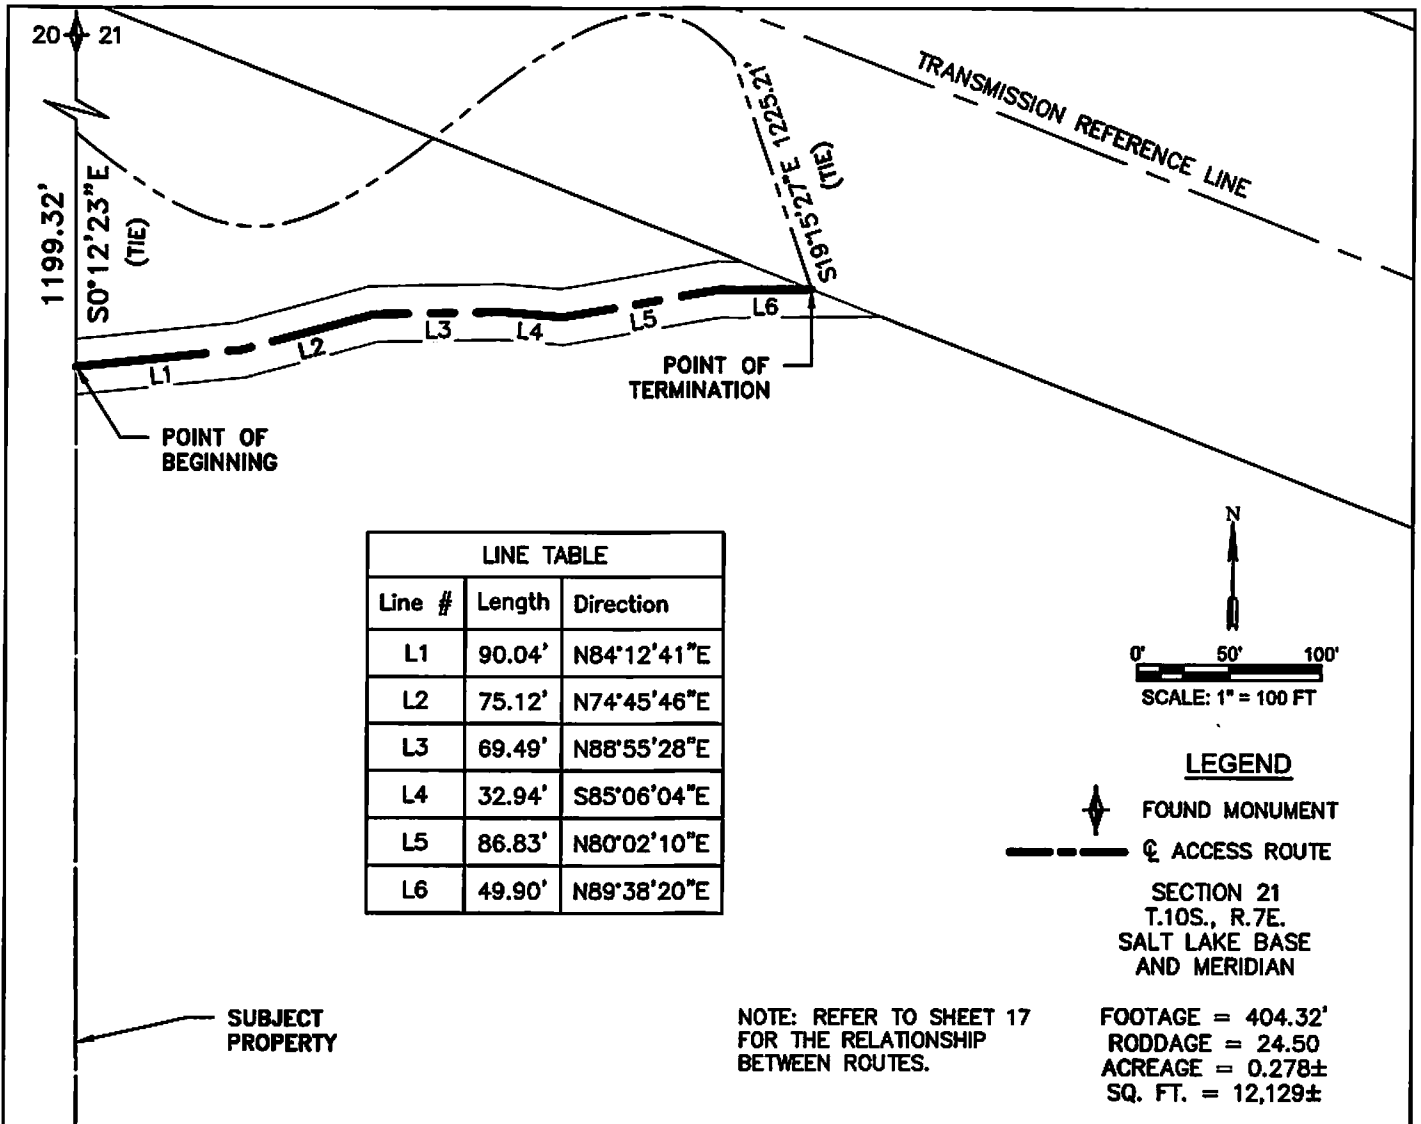 20 21
TRANSMISSION REFERENCE LINE
S19°15'27"E 1225.21'
(TIE)
1199.32'
S0°12'23"E
(TIE)
L1
L2
L3
L4
L5
L6
POINT OF
TERMINATION
POINT OF
BEGINNING
LINE TABLE
Line # Length Direction
L1 90.04' N84°12'41"E
L2 75.12' N74°45'46"E
L3 69.49' N88°55'28"E
L4 32.94' S85°06'04"E
L5 86.83' N80°02'10"E
L6 49.90' N89°38'20"E
N
0' 50' 100'
SCALE: 1" = 100 FT
LEGEND
FOUND MONUMENT
℄ ACCESS ROUTE
SECTION 21
T.10S., R.7E.
SALT LAKE BASE
AND MERIDIAN
SUBJECT
PROPERTY
NOTE: REFER TO SHEET 17
FOR THE RELATIONSHIP
BETWEEN ROUTES.
FOOTAGE = 404.32'
RODDAGE = 24.50
ACREAGE = 0.278±
SQ. FT. = 12,129±